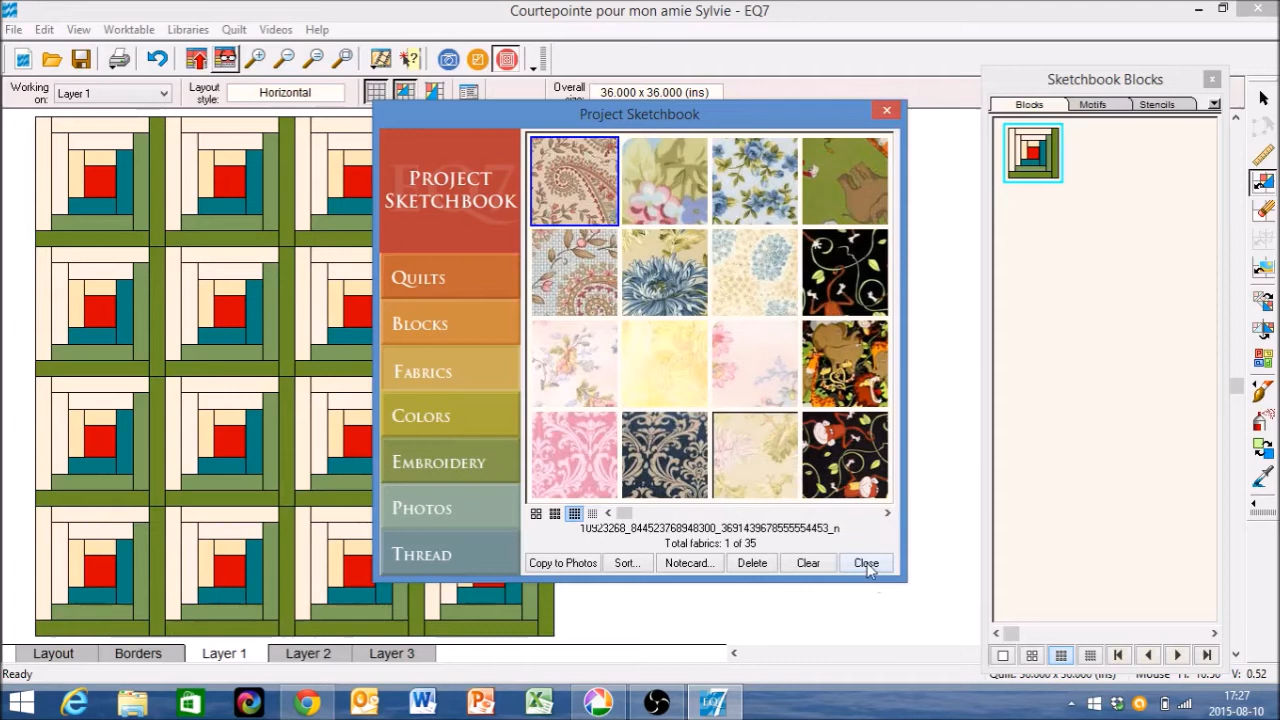 Courtepointe pour mon amie Sylvie - EQ7
File Edit View Worktable Libraries Quilt Videos Help
Working on: Layer 1
Layout style: Horizontal
Overall
36.000 x 36.000 (ins)
Project Sketchbook
PROJECT
SKETCHBOOK
QUILTS
BLOCKS
FABRICS
COLORS
EMBROIDERY
PHOTOS
THREAD
10923268_844523768948300_3691439678555554453_n
Total fabrics: 1 of 35
Copy to Photos Sort... Notecard... Delete Clear Close
Sketchbook Blocks
Blocks Motifs Stencils
Layout Borders Layer 1 Layer 2 Layer 3
Ready
V: 0.52
17:27
2015-08-10